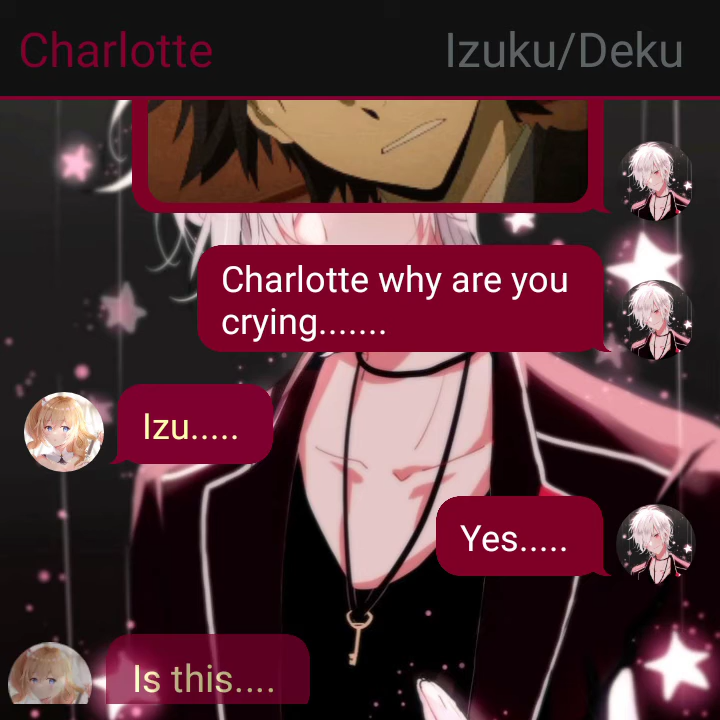 Charlotte
Izuku/Deku
Charlotte why are you
crying.......
Izu.....
Yes.....
Is this....